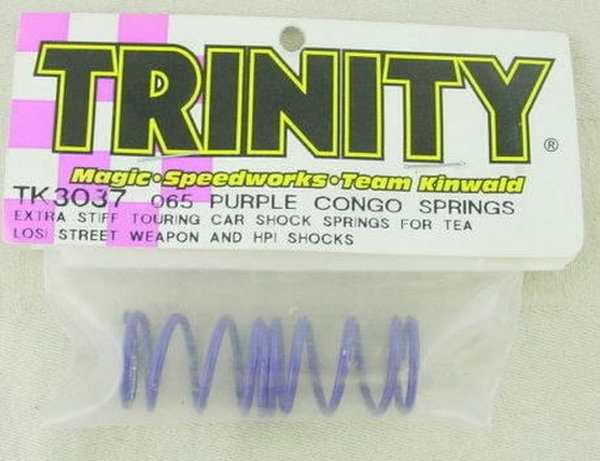 TRINITY®
Magic•Speedworks•Team Kinwald
TK3037 065 PURPLE CONGO SPRINGS
EXTRA STIFF TOURING CAR SHOCK SPRINGS FOR TEA
LOSI STREET WEAPON AND HPI SHOCKS